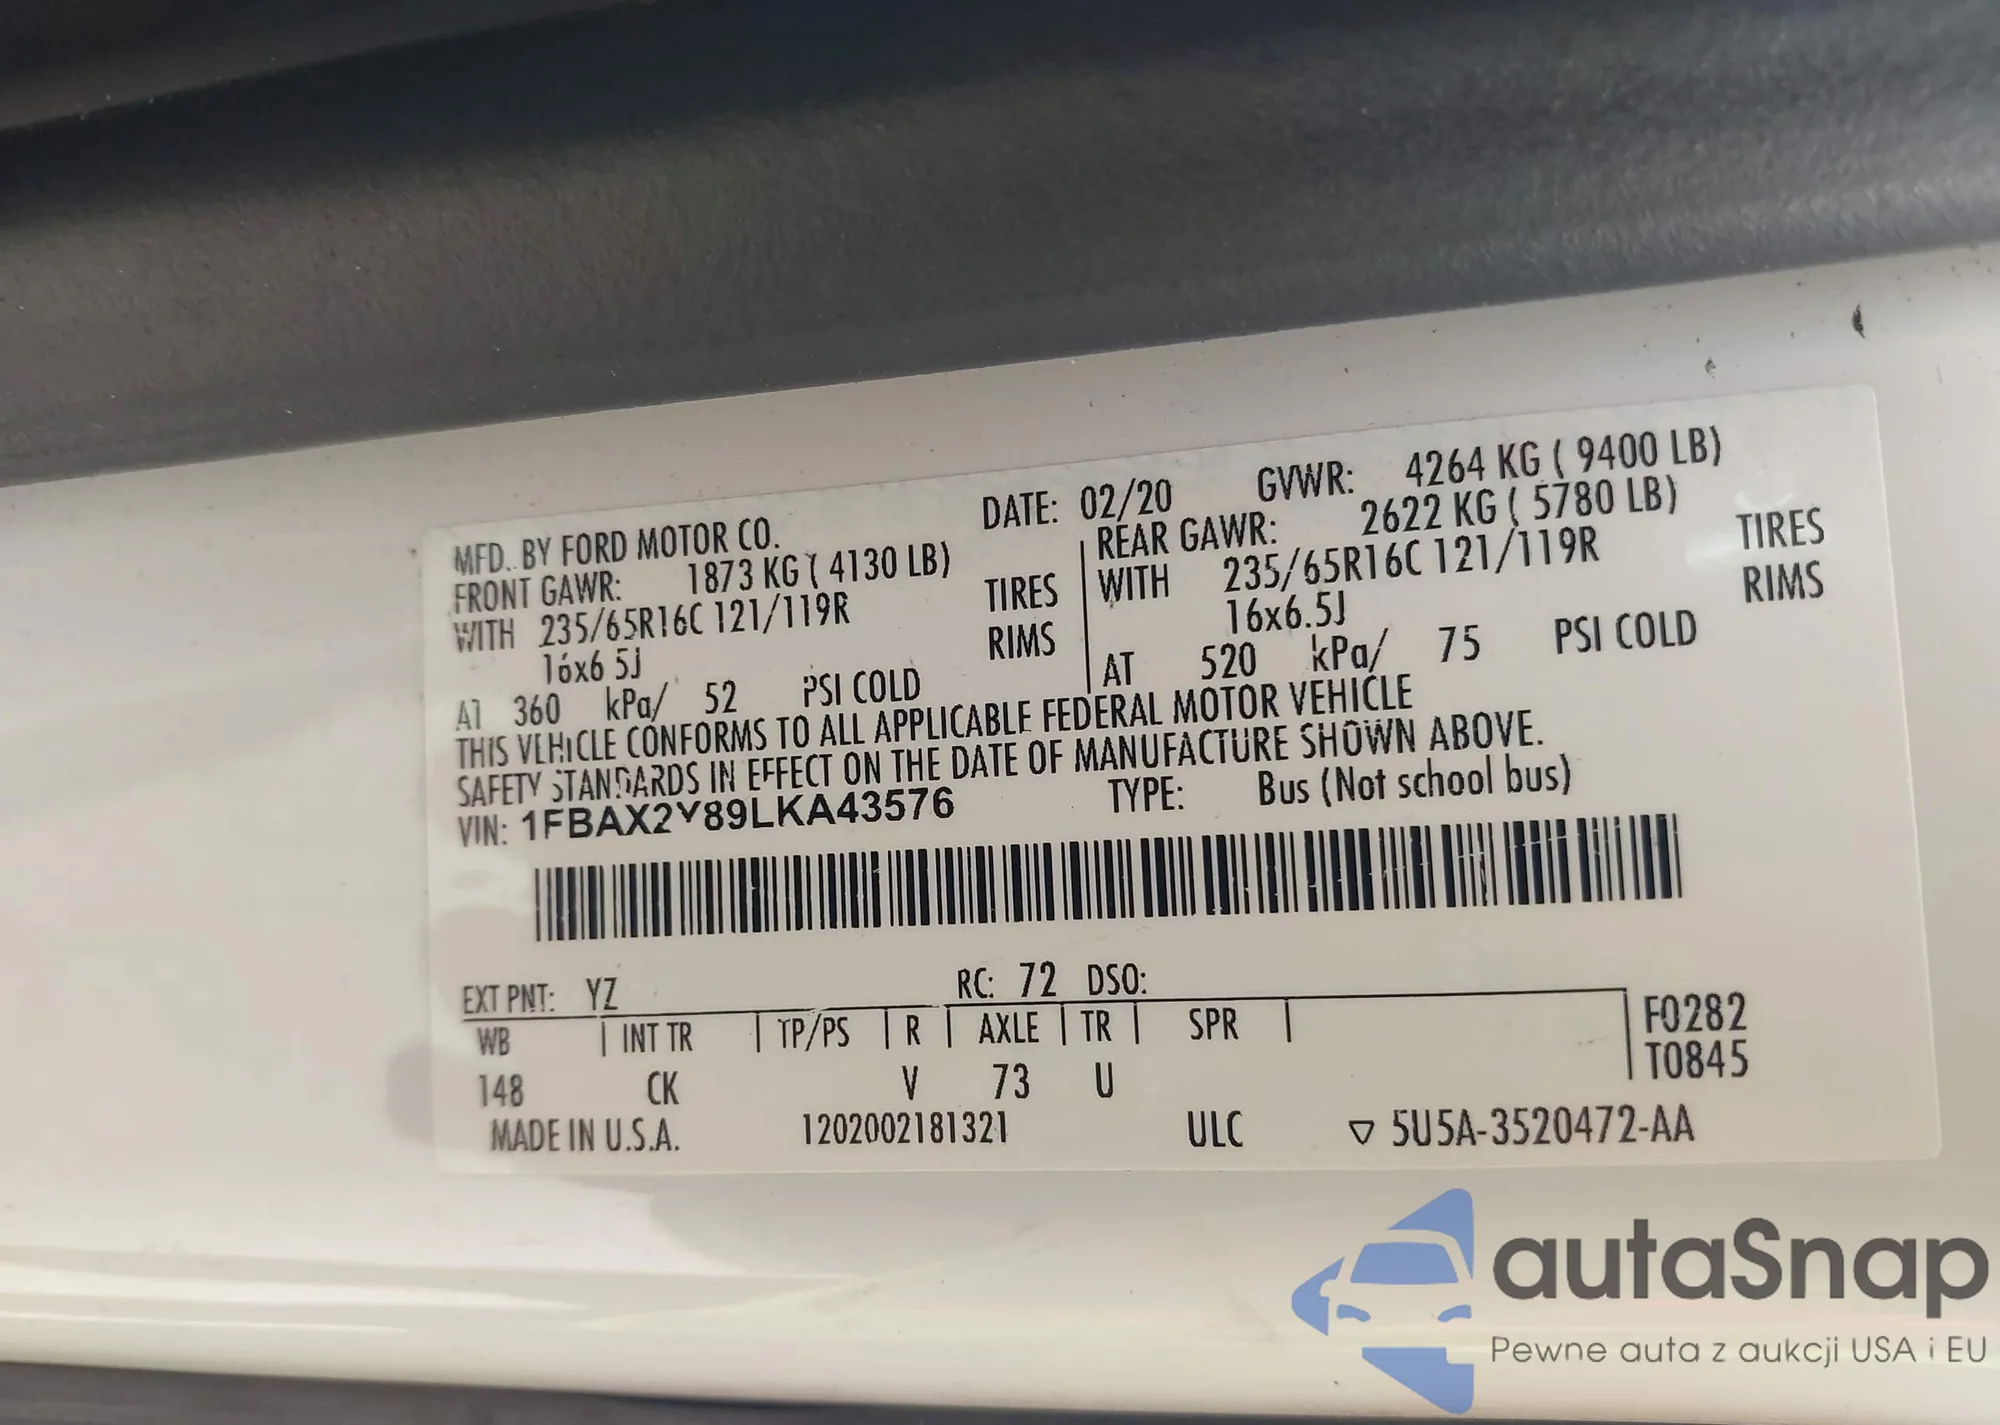 MFD. BY FORD MOTOR CO. DATE: 02/20 GVWR: 4264 KG ( 9400 LB)
FRONT GAWR: 1873 KG ( 4130 LB) REAR GAWR: 2622 KG ( 5780 LB)
WITH 235/65R16C 121/119R TIRES WITH 235/65R16C 121/119R TIRES
16x6.5J RIMS 16x6.5J RIMS
AT 360 kPa/ 52 PSI COLD AT 520 kPa/ 75 PSI COLD
THIS VEHICLE CONFORMS TO ALL APPLICABLE FEDERAL MOTOR VEHICLE
SAFETY STANDARDS IN EFFECT ON THE DATE OF MANUFACTURE SHOWN ABOVE.
VIN: 1FBAX2Y89LKA43576 TYPE: Bus (Not school bus)
EXT PNT: YZ RC: 72 DSO:
WB INT TR TP/PS R AXLE TR SPR F0282
T0845
148 CK V 73 U
MADE IN U.S.A. 1202002181321 ULC ▽ 5U5A-3520472-AA
autaSnap
Pewne auta z aukcji USA i EU